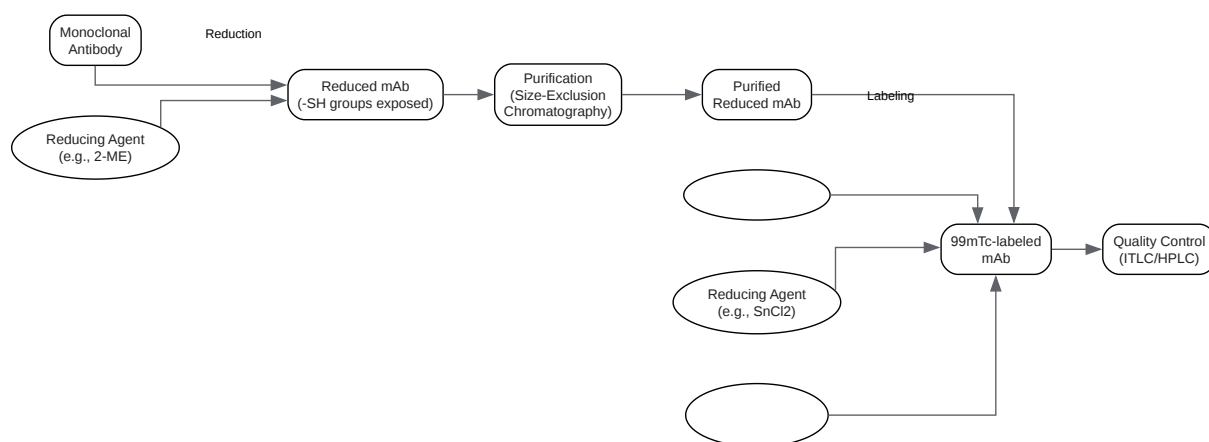 Monoclonal
Antibody
Reduction
Reducing Agent
(e.g., 2-ME)
Reduced mAb
(-SH groups exposed)
Purification
(Size-Exclusion
Chromatography)
Purified
Reduced mAb
Labeling
Reducing Agent
(e.g., SnCl2)
99mTc-labeled
mAb
Quality Control
(ITLC/HPLC)